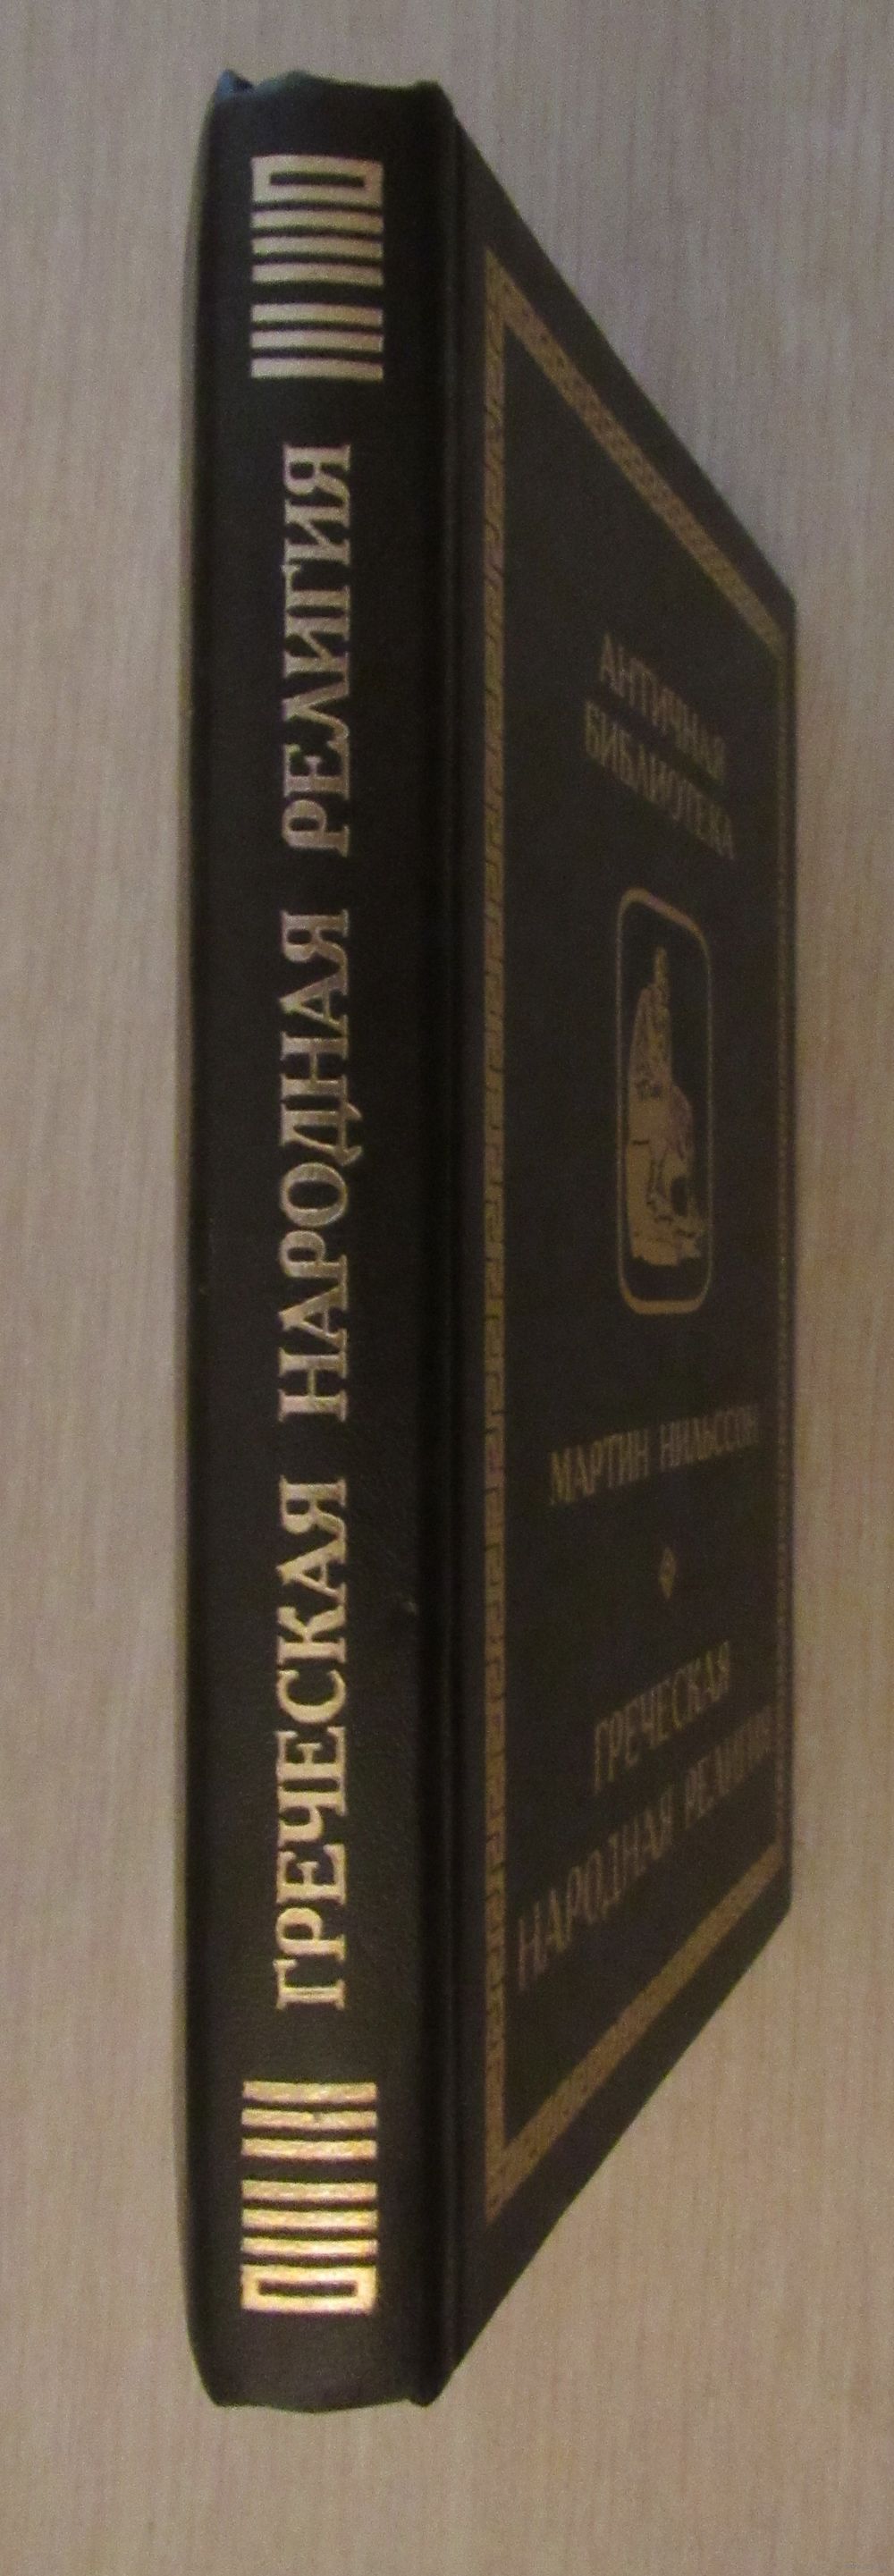 ГРЕЧЕСКАЯ НАРОДНАЯ РЕЛИГИЯ
АНТИЧНАЯ
БИБЛИОТЕКА
МАРТИН НИЛЬССОН
ГРЕЧЕСКАЯ
НАРОДНАЯ РЕЛИГИЯ